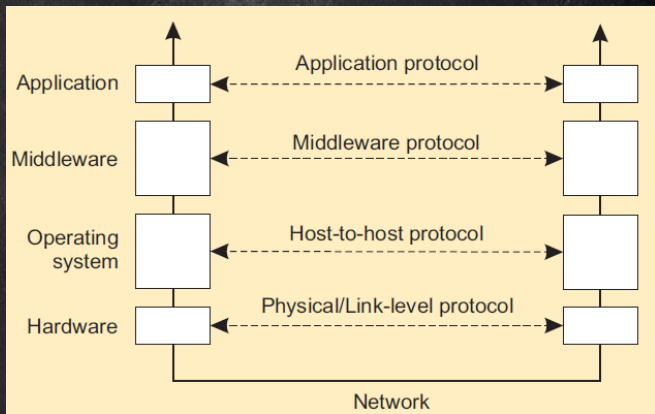 Application
Application protocol
Middleware
Middleware protocol
Operating
system
Host-to-host protocol
Hardware
Physical/Link-level protocol
Network